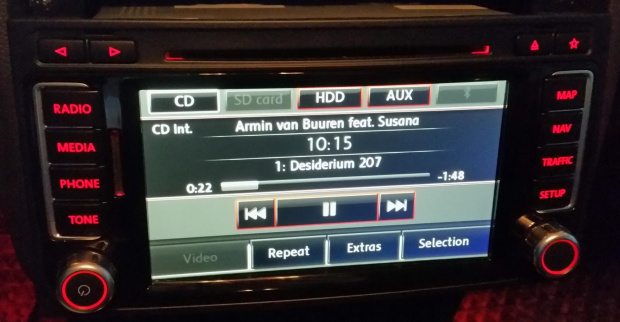 RADIO
MEDIA
PHONE
TONE
CD SD card HDD AUX
CD Int. Armin van Buuren feat. Susana
10:15
1: Desiderium 207
0:22 -1:48
Video Repeat Extras Selection
MAP
NAV
TRAFFIC
SETUP